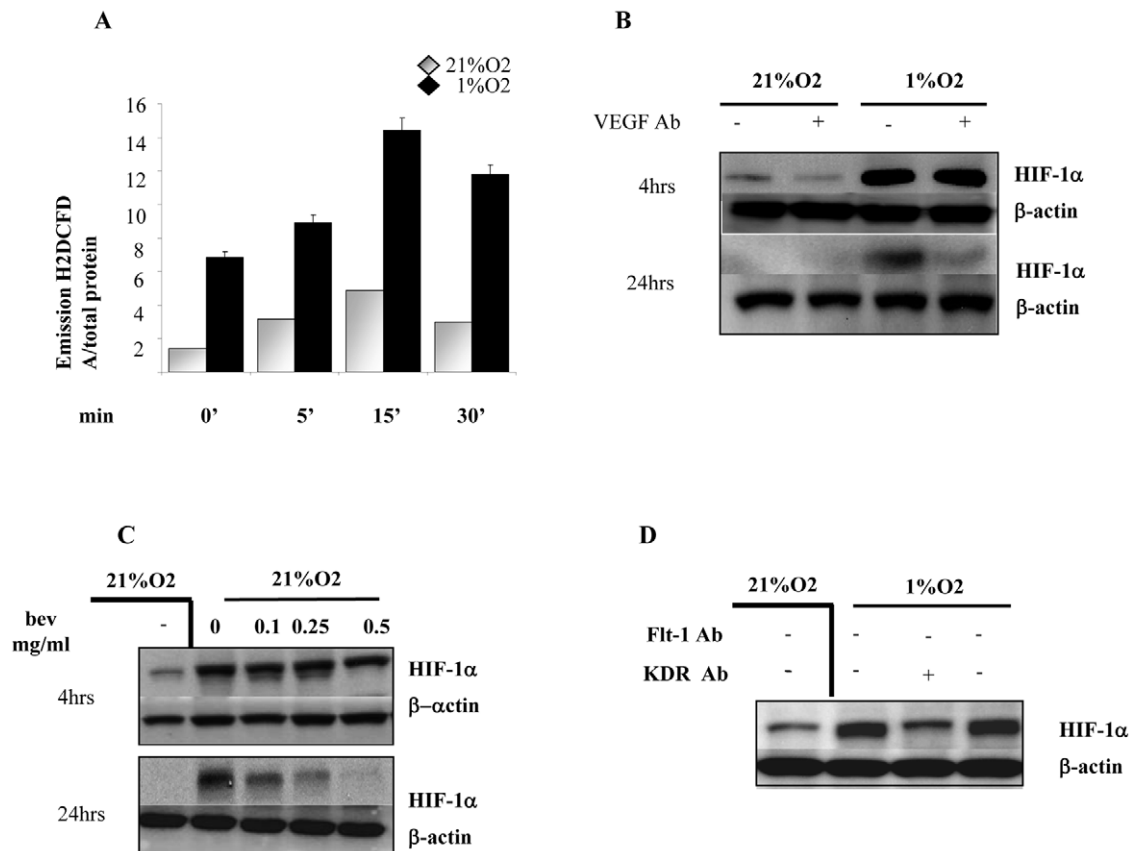 A
21%O2
1%O2
16
14
12
10
8
6
4
2
Emission H2DCFD
A/total protein
min 0’ 5’ 15’ 30’
B
21%O2 1%O2
VEGF Ab - + - +
4hrs
HIF-1α
β-actin
24hrs
HIF-1α
β-actin
C
21%O2 21%O2
bev
mg/ml
- 0 0.1 0.25 0.5
4hrs
HIF-1α
β–αctin
24hrs
HIF-1α
β-actin
D
21%O2 1%O2
Flt-1 Ab - - - -
KDR Ab - - + -
HIF-1α
β-actin